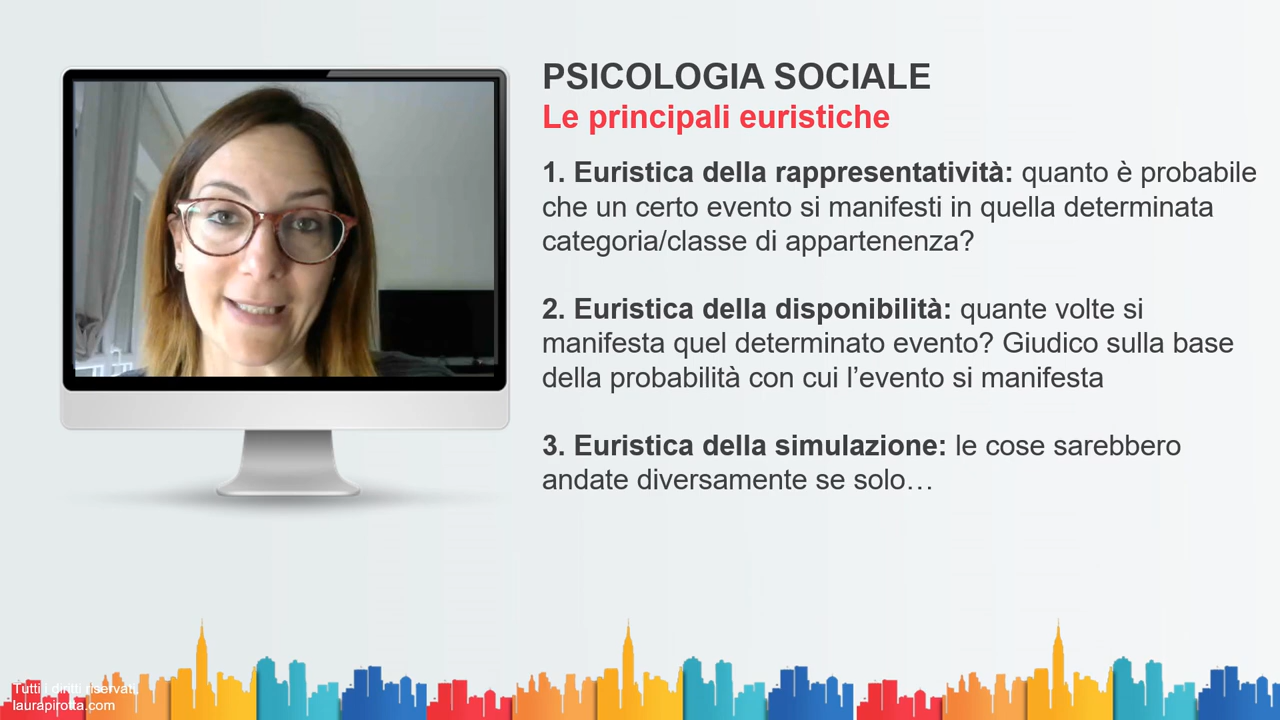 PSICOLOGIA SOCIALE
Le principali euristiche
1. Euristica della rappresentatività: quanto è probabile
che un certo evento si manifesti in quella determinata
categoria/classe di appartenenza?
2. Euristica della disponibilità: quante volte si
manifesta quel determinato evento? Giudico sulla base
della probabilità con cui l’evento si manifesta
3. Euristica della simulazione: le cose sarebbero
andate diversamente se solo…
Tutti i diritti riservati
laurapirotta.com